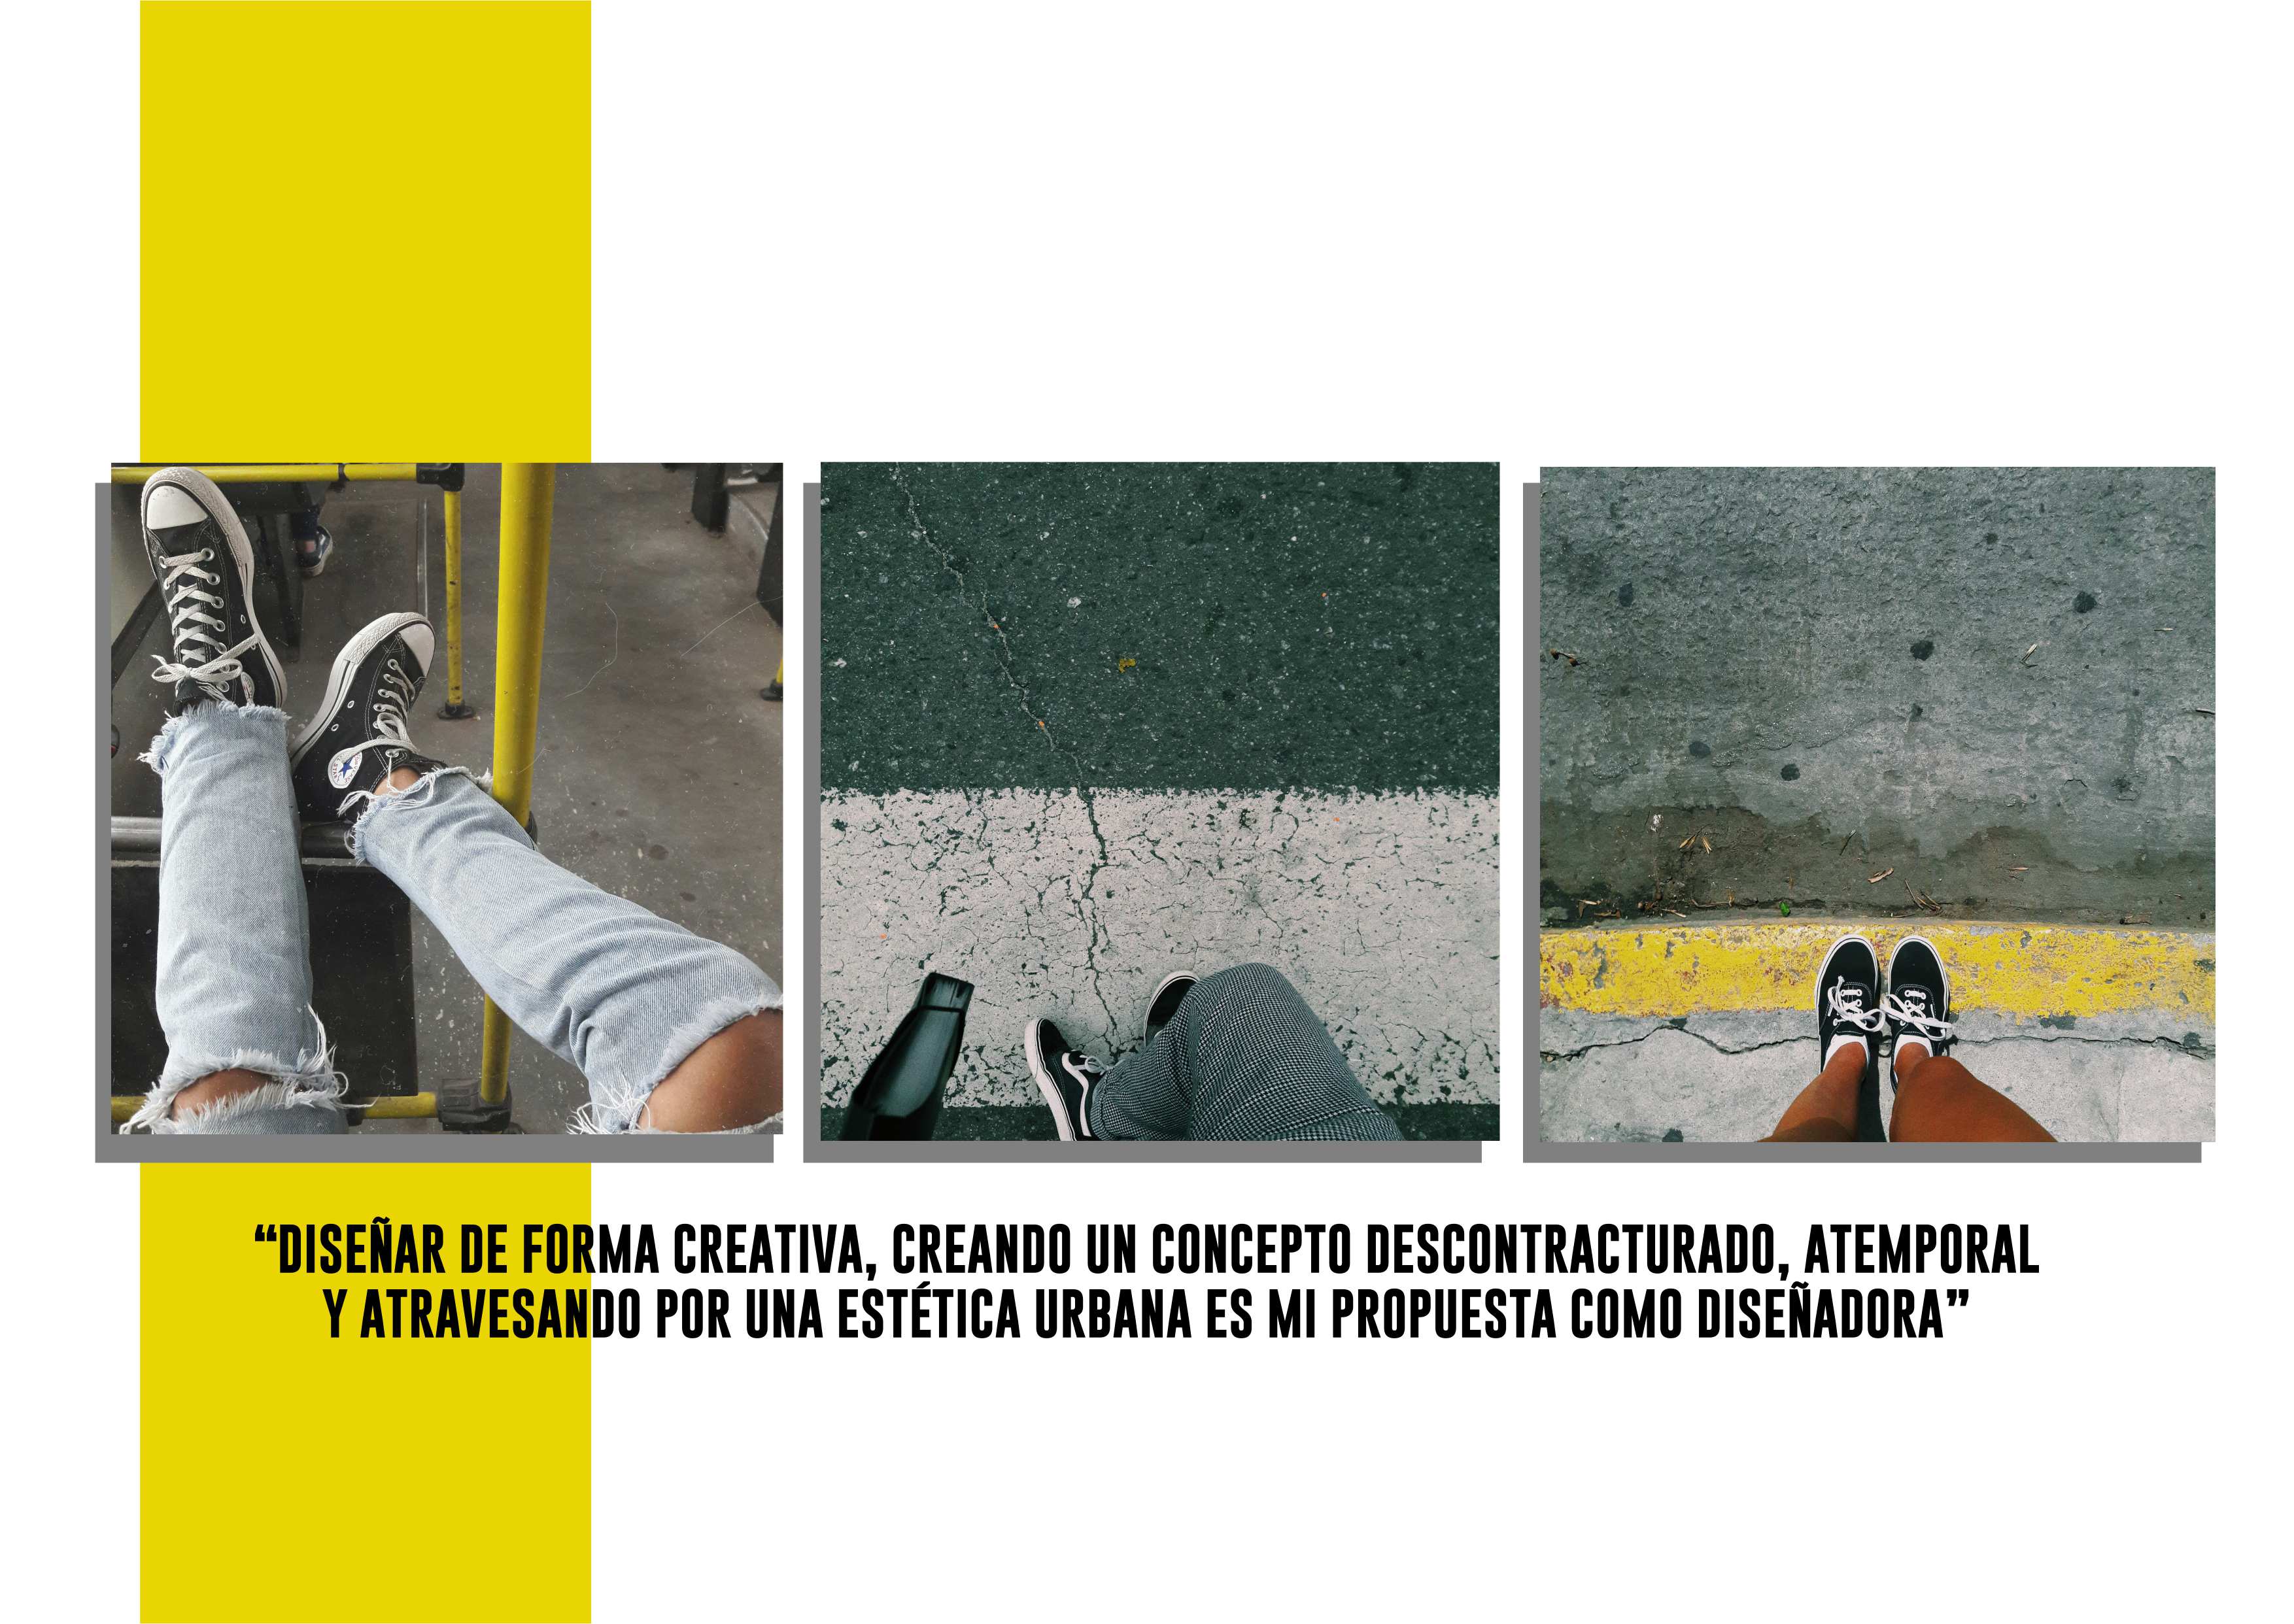 “DISEÑAR DE FORMA CREATIVA, CREANDO UN CONCEPTO DESCONTRACTURADO, ATEMPORAL
Y ATRAVESANDO POR UNA ESTÉTICA URBANA ES MI PROPUESTA COMO DISEÑADORA”